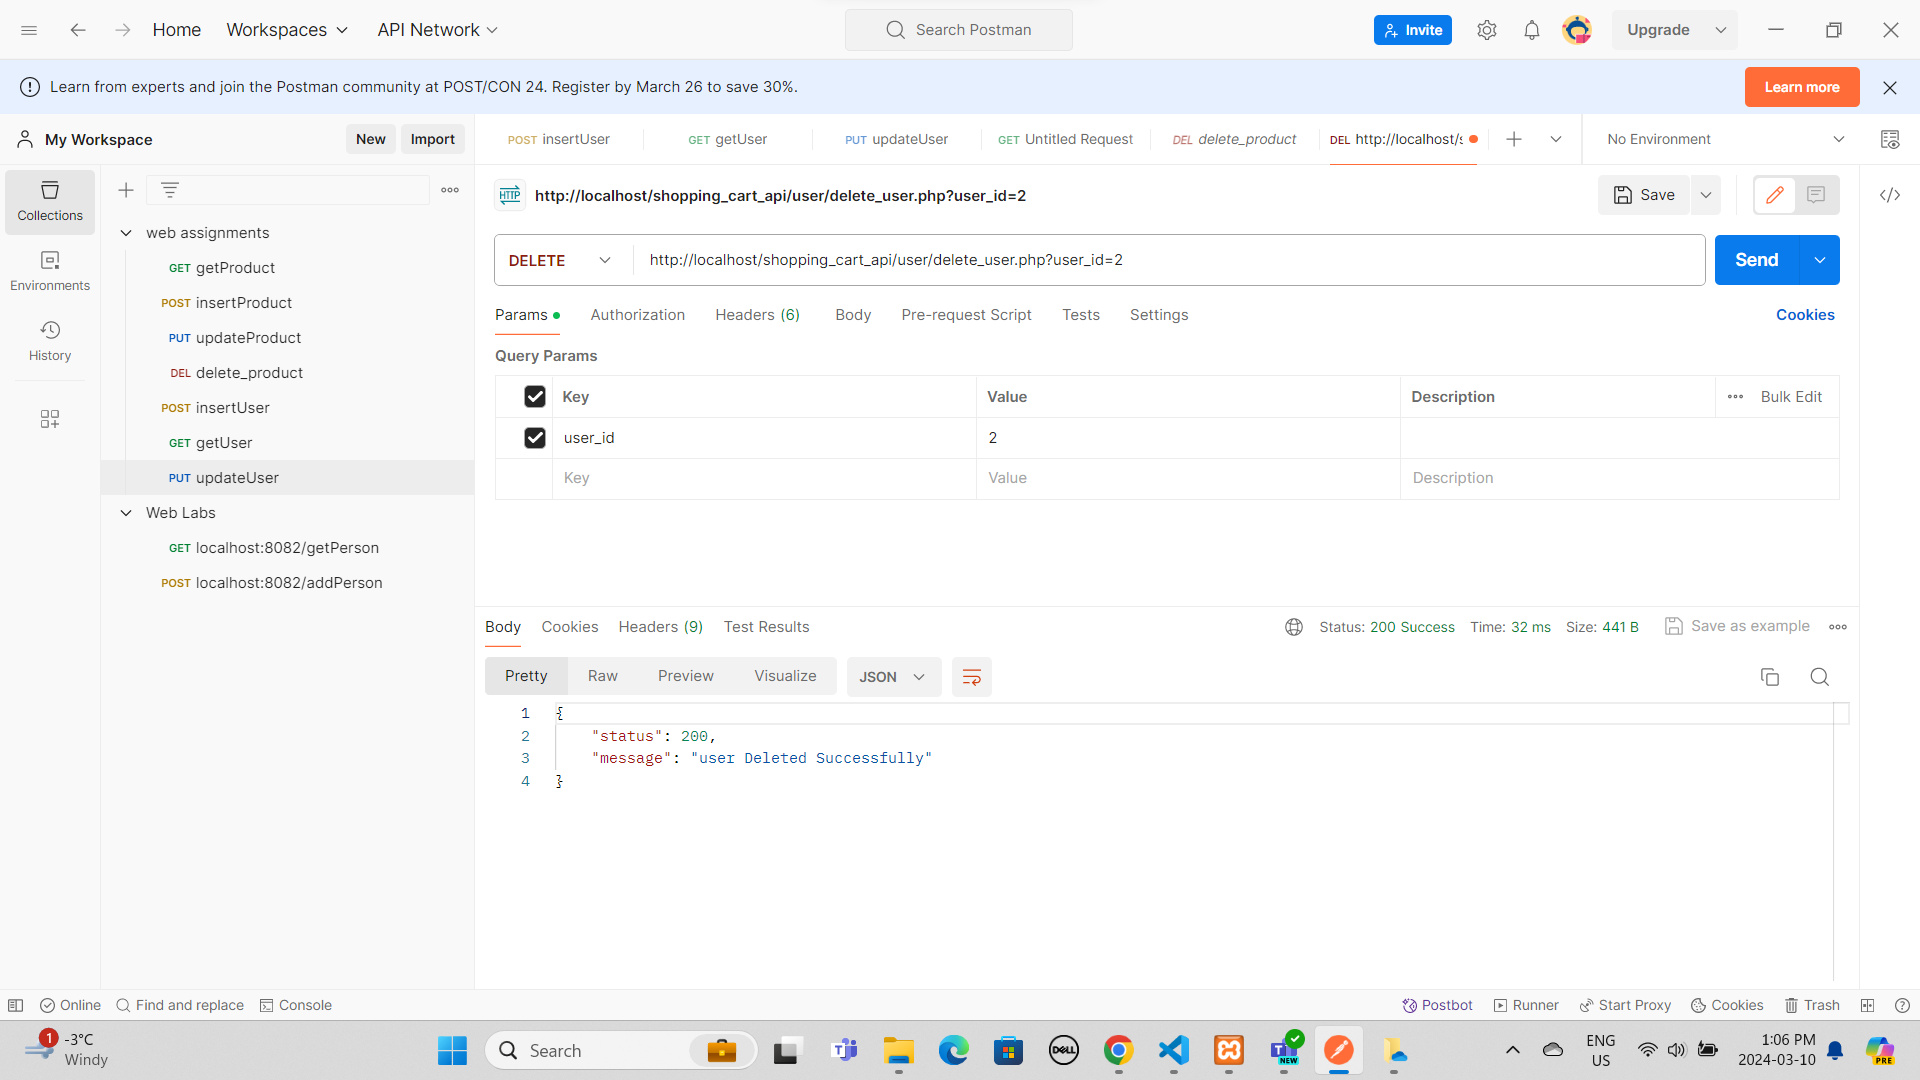 Home Workspaces API Network Search Postman Invite Upgrade
Learn from experts and join the Postman community at POST/CON 24. Register by March 26 to save 30%. Learn more
My Workspace New Import POST insertUser GET getUser PUT updateUser GET Untitled Request DEL delete_product DEL http://localhost/s No Environment
Collections
Environments
History
web assignments
GET getProduct
POST insertProduct
PUT updateProduct
DEL delete_product
POST insertUser
GET getUser
PUT updateUser
Web Labs
GET localhost:8082/getPerson
POST localhost:8082/addPerson
HTTP http://localhost/shopping_cart_api/user/delete_user.php?user_id=2 Save
DELETE http://localhost/shopping_cart_api/user/delete_user.php?user_id=2 Send
Params Authorization Headers (6) Body Pre-request Script Tests Settings Cookies
Query Params
Key Value Description Bulk Edit
user_id 2
Key Value Description
Body Cookies Headers (9) Test Results Status: 200 Success Time: 32 ms Size: 441 B Save as example
Pretty Raw Preview Visualize JSON
1 {
2 "status": 200,
3 "message": "user Deleted Successfully"
4 }
Online Find and replace Console Postbot Runner Start Proxy Cookies Trash
1 -3°C
Windy
Search
DELL
NEW
ENG
US
1:06 PM
2024-03-10
PRE